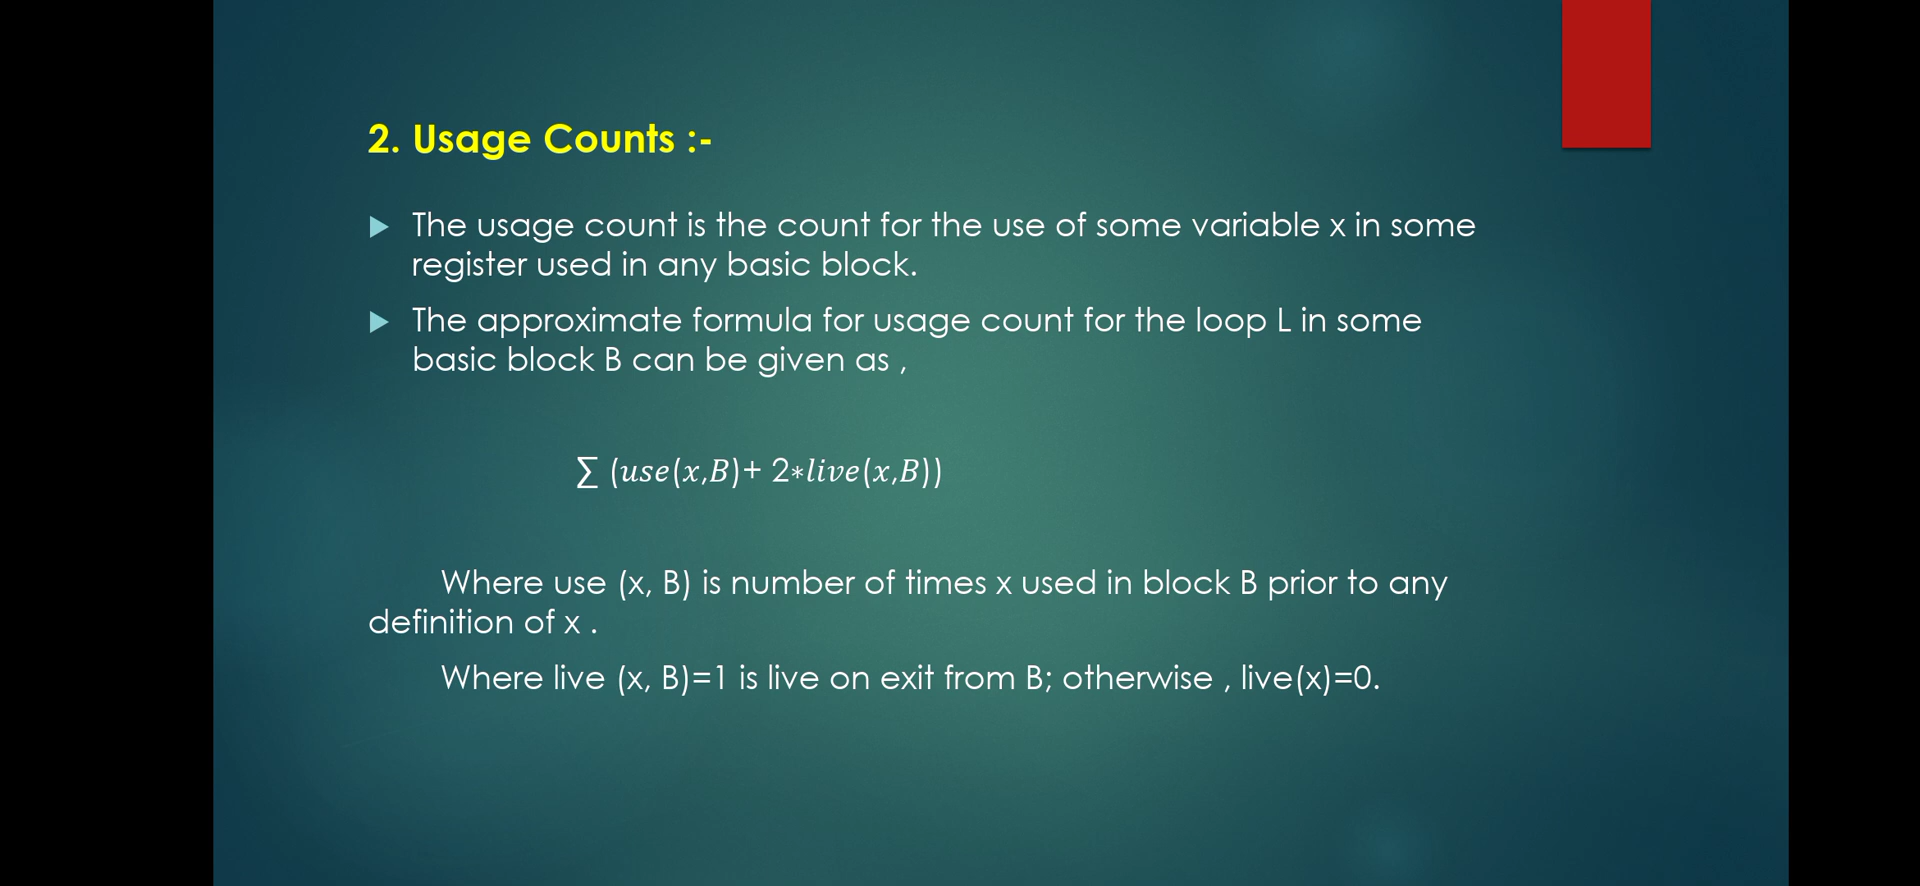 2. Usage Counts :-
The usage count is the count for the use of some variable x in some
register used in any basic block.
The approximate formula for usage count for the loop L in some
basic block B can be given as ,
∑ (use(x,B)+ 2*live(x,B))
Where use (x, B) is number of times x used in block B prior to any
definition of x .
Where live (x, B)=1 is live on exit from B; otherwise , live(x)=0.